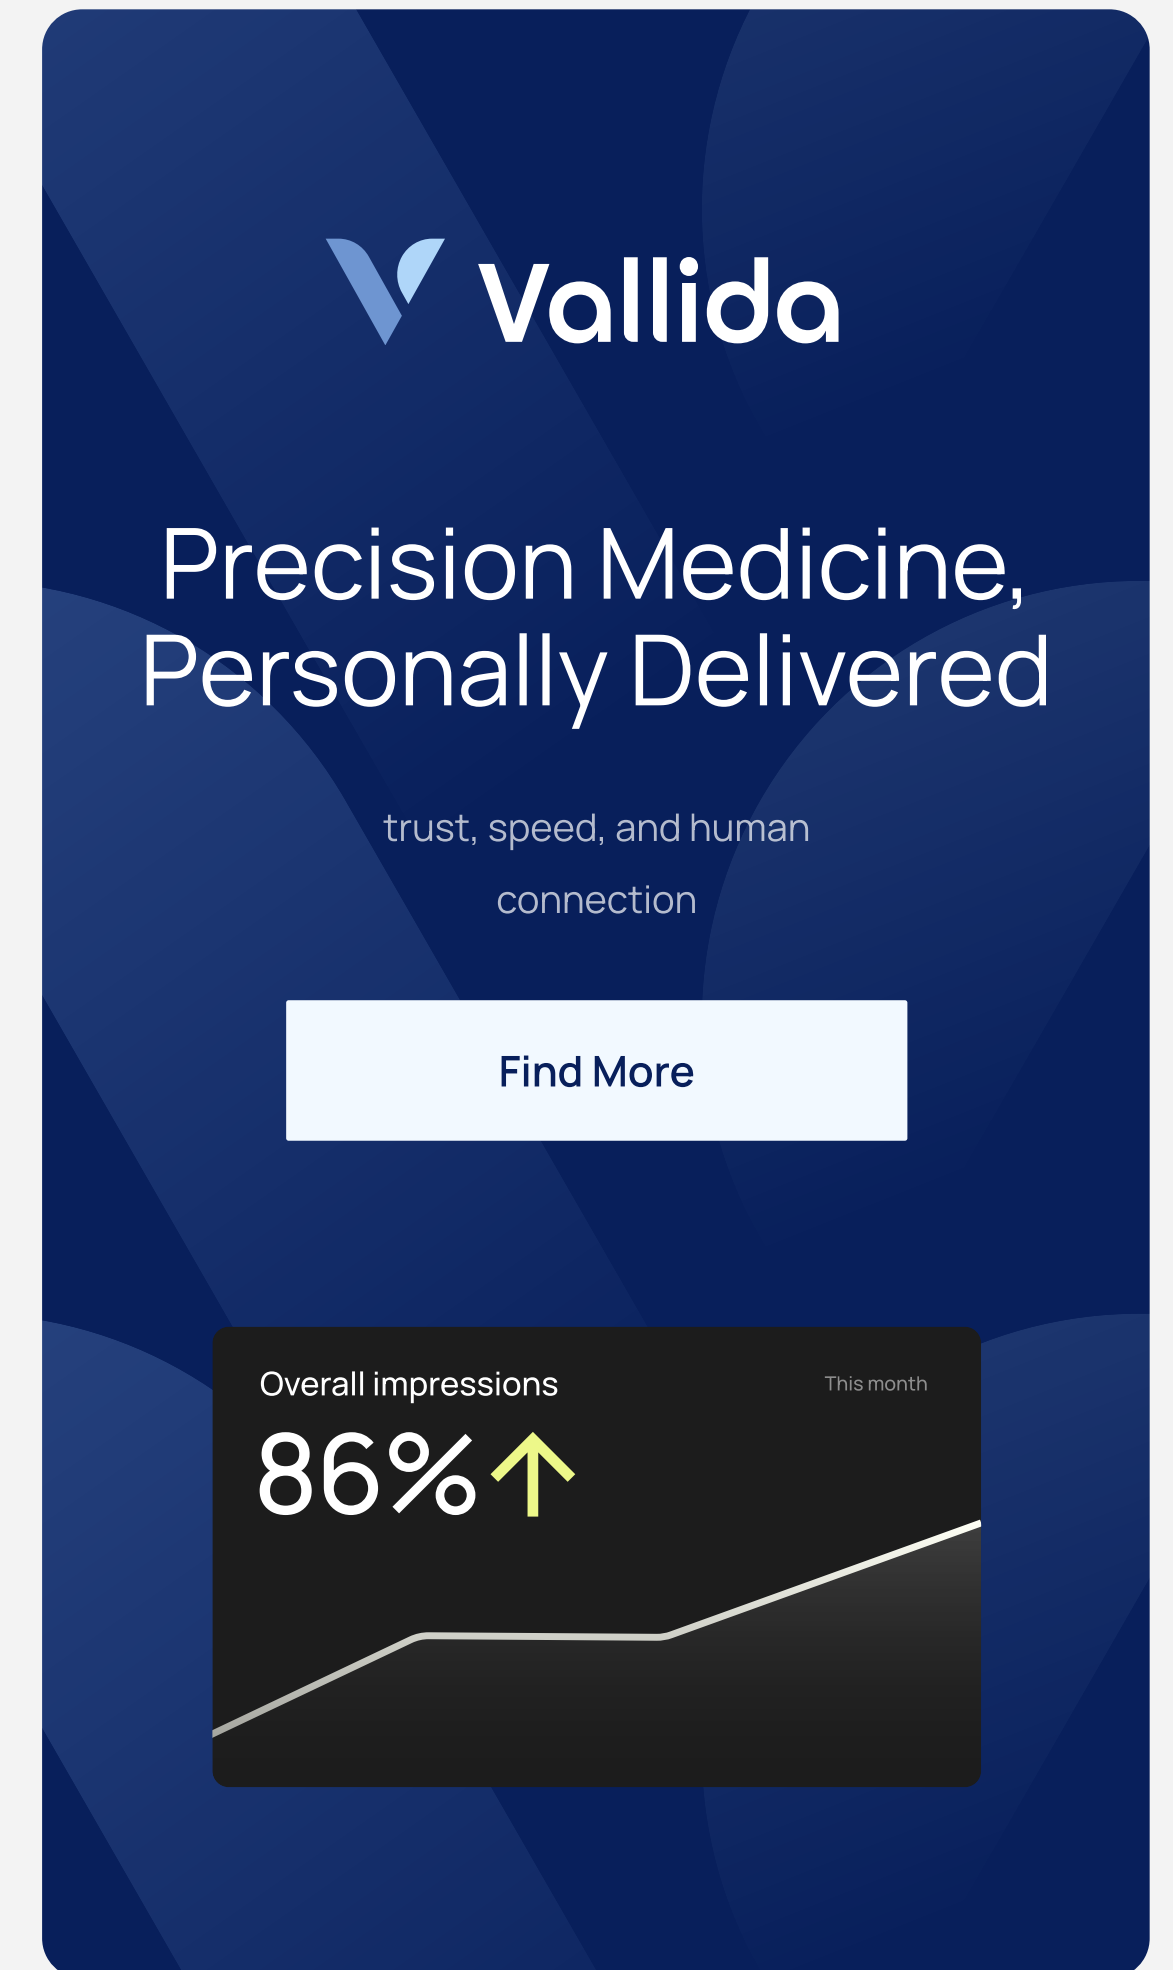 Vallida
Precision Medicine,
Personally Delivered
trust, speed, and human
connection
Find More
Overall impressions
This month
86%